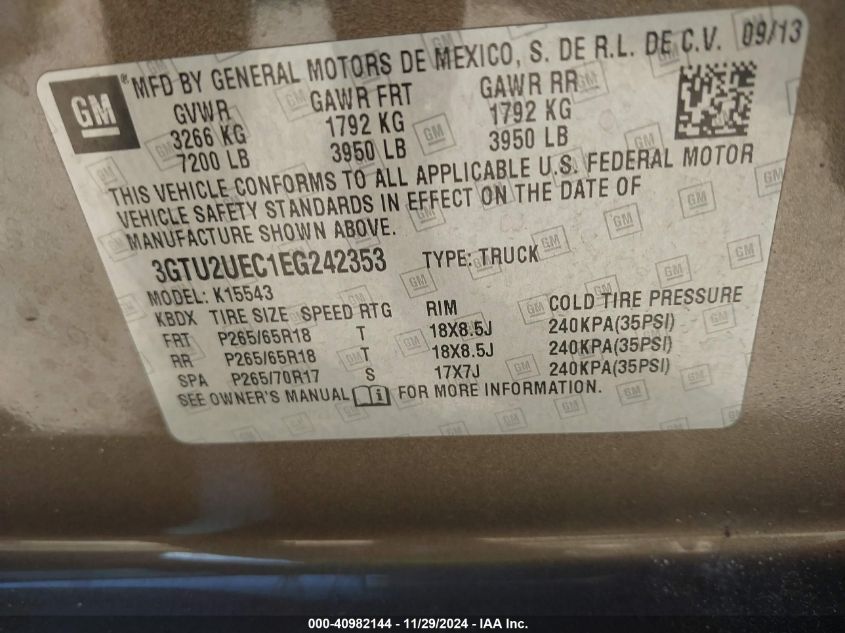 MFD BY GENERAL MOTORS DE MEXICO, S. DE R.L. DE C.V. 09/13
GM
GVWR GAWR FRT GAWR RR
3266 KG 1792 KG 1792 KG
7200 LB 3950 LB 3950 LB
THIS VEHICLE CONFORMS TO ALL APPLICABLE U.S. FEDERAL MOTOR
VEHICLE SAFETY STANDARDS IN EFFECT ON THE DATE OF
MANUFACTURE SHOWN ABOVE.
3GTU2UEC1EG242353 TYPE: TRUCK
MODEL: K15543
KBDX TIRE SIZE SPEED RTG RIM COLD TIRE PRESSURE
FRT P265/65R18 T 18X8.5J 240KPA(35PSI)
RR P265/65R18 T 18X8.5J 240KPA(35PSI)
SPA P265/70R17 S 17X7J 240KPA(35PSI)
SEE OWNER'S MANUAL i FOR MORE INFORMATION.
000-40982144 - 11/29/2024 - IAA Inc.